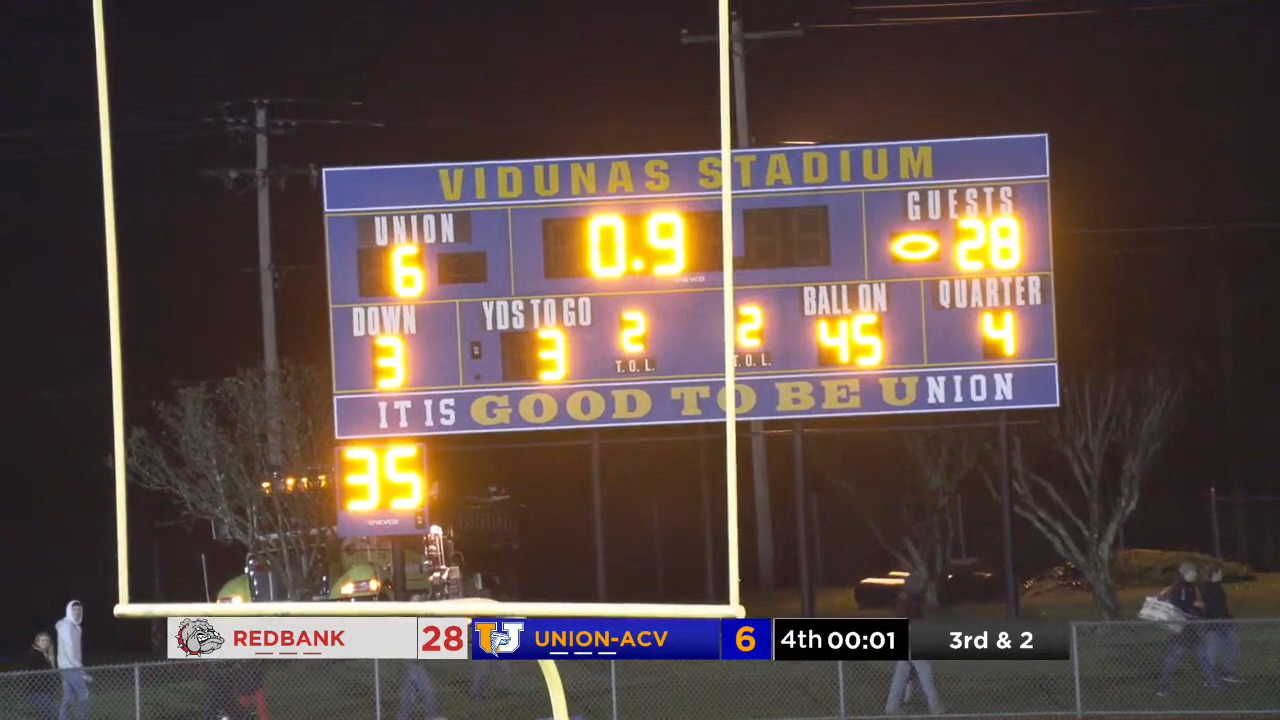 VIDUNAS STADIUM
UNION 0.9 GUESTS
6 28
DOWN YDS TO GO 2 2 BALL ON QUARTER
3 3 T.O.L. T.O.L. 45 4
IT IS GOOD TO BE UNION
35
REDBANK 28 UNION-ACV 6 4th 00:01 3rd & 2